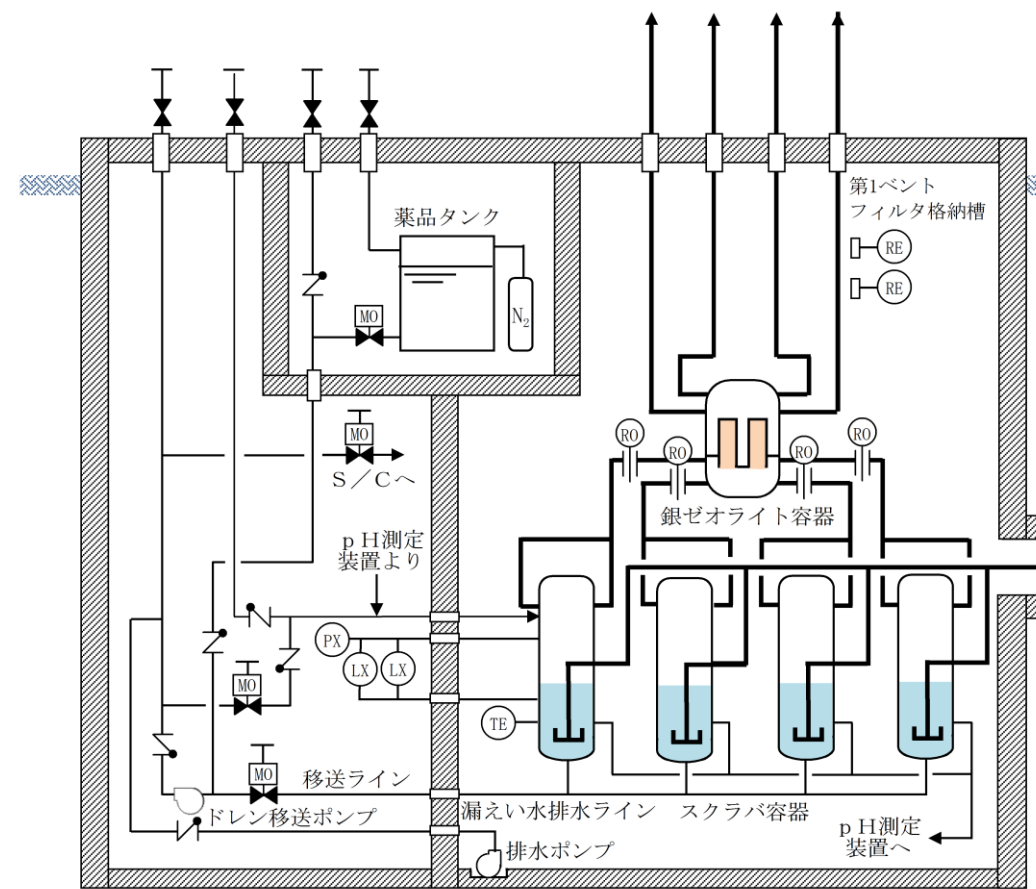 第1ベント
フィルタ格納槽
RE
RE
薬品タンク
N₂
MO
RO
RO
RO
RO
MO
S/Cへ
銀ゼオライト容器
pH測定
装置より
PX
LX
LX
MO
TE
MO
移送ライン
ドレン移送ポンプ
漏えい水排水ライン
スクラバ容器
pH測定
装置へ
排水ポンプ